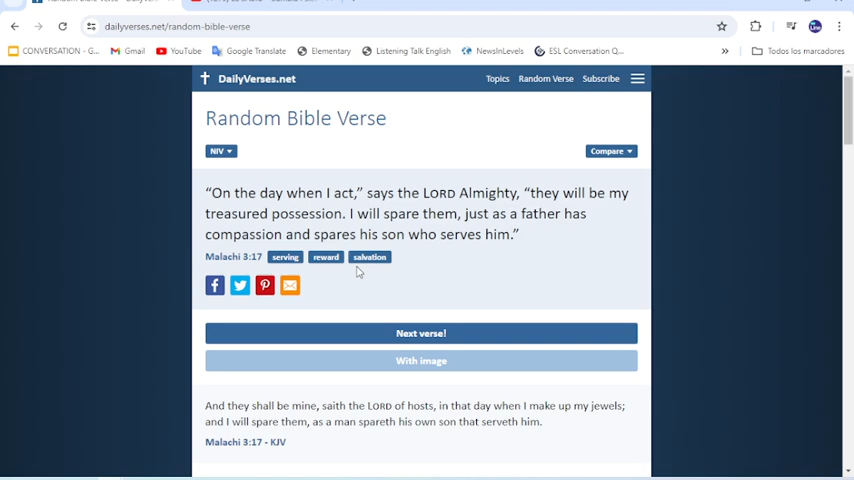 dailyverses.net/random-bible-verse
CONVERSATION - G... Gmail YouTube Google Translate Elementary Listening Talk English NewsInLevels ESL Conversation Q... » Todos los marcadores
DailyVerses.net Topics Random Verse Subscribe
Random Bible Verse
NIV Compare
“On the day when I act,” says the LORD Almighty, “they will be my
treasured possession. I will spare them, just as a father has
compassion and spares his son who serves him.”
Malachi 3:17 serving reward salvation
Next verse!
With image
And they shall be mine, saith the LORD of hosts, in that day when I make up my jewels;
and I will spare them, as a man spareth his own son that serveth him.
Malachi 3:17 - KJV